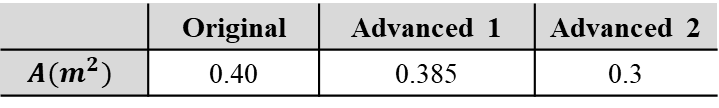 Original Advanced 1 Advanced 2
A(m²) 0.40 0.385 0.3